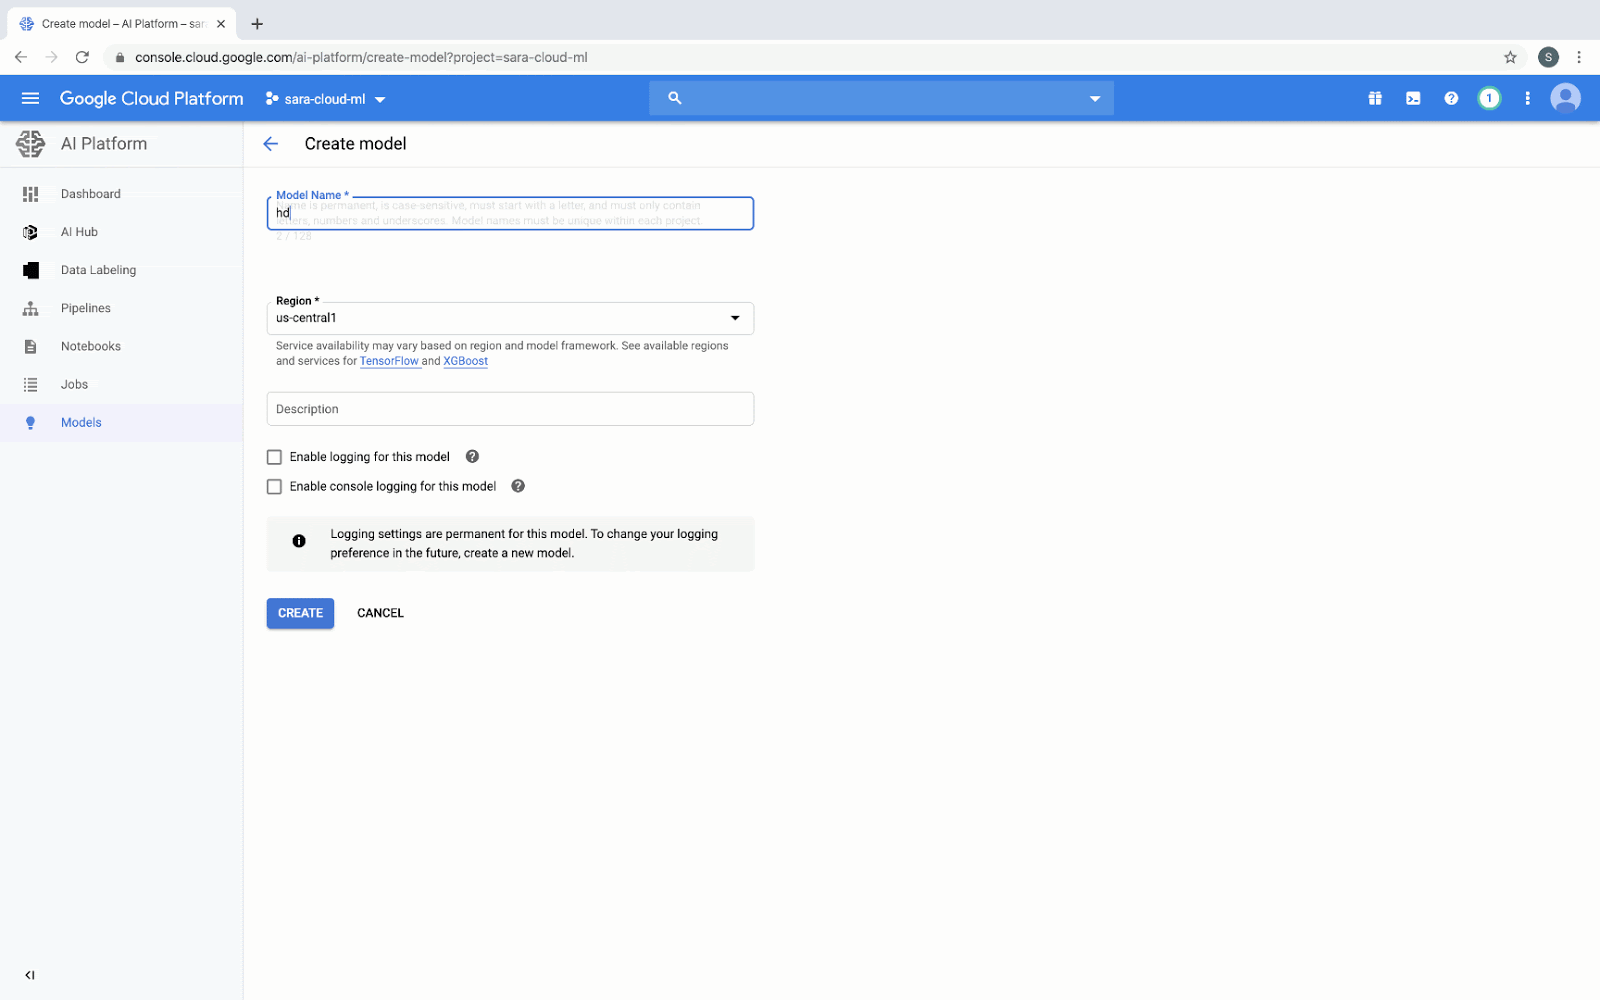 Create model – AI Platform – sar
console.cloud.google.com/ai-platform/create-model?project=sara-cloud-ml
S
Google Cloud Platform
sara-cloud-ml
1
AI Platform
Create model
Dashboard
AI Hub
Data Labeling
Pipelines
Notebooks
Jobs
Models
Model Name *
hd
Name is permanent, is case-sensitive, must start with a letter, and must only contain
letters, numbers and underscores. Model names must be unique within each project.
2 / 128
Region *
us-central1
Service availability may vary based on region and model framework. See available regions
and services for TensorFlow and XGBoost
Description
Enable logging for this model
Enable console logging for this model
Logging settings are permanent for this model. To change your logging
preference in the future, create a new model.
CREATE
CANCEL